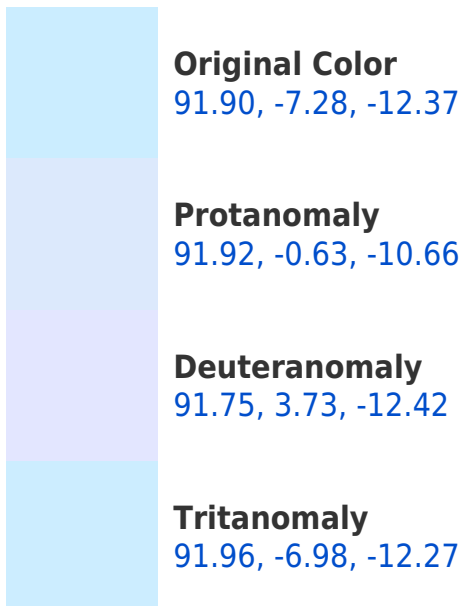 Original Color
91.90, -7.28, -12.37
Protanomaly
91.92, -0.63, -10.66
Deuteranomaly
91.75, 3.73, -12.42
Tritanomaly
91.96, -6.98, -12.27